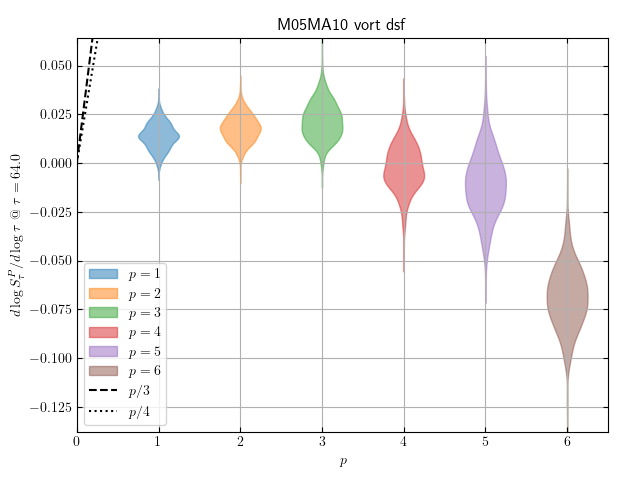 M05MA10 vort dsf
d log S_τ^P / d log τ @ τ = 64.0
0.050
0.025
0.000
−0.025
−0.050
−0.075
−0.100
−0.125
p = 1
p = 2
p = 3
p = 4
p = 5
p = 6
p/3
p/4
0 1 2 3 4 5 6
p